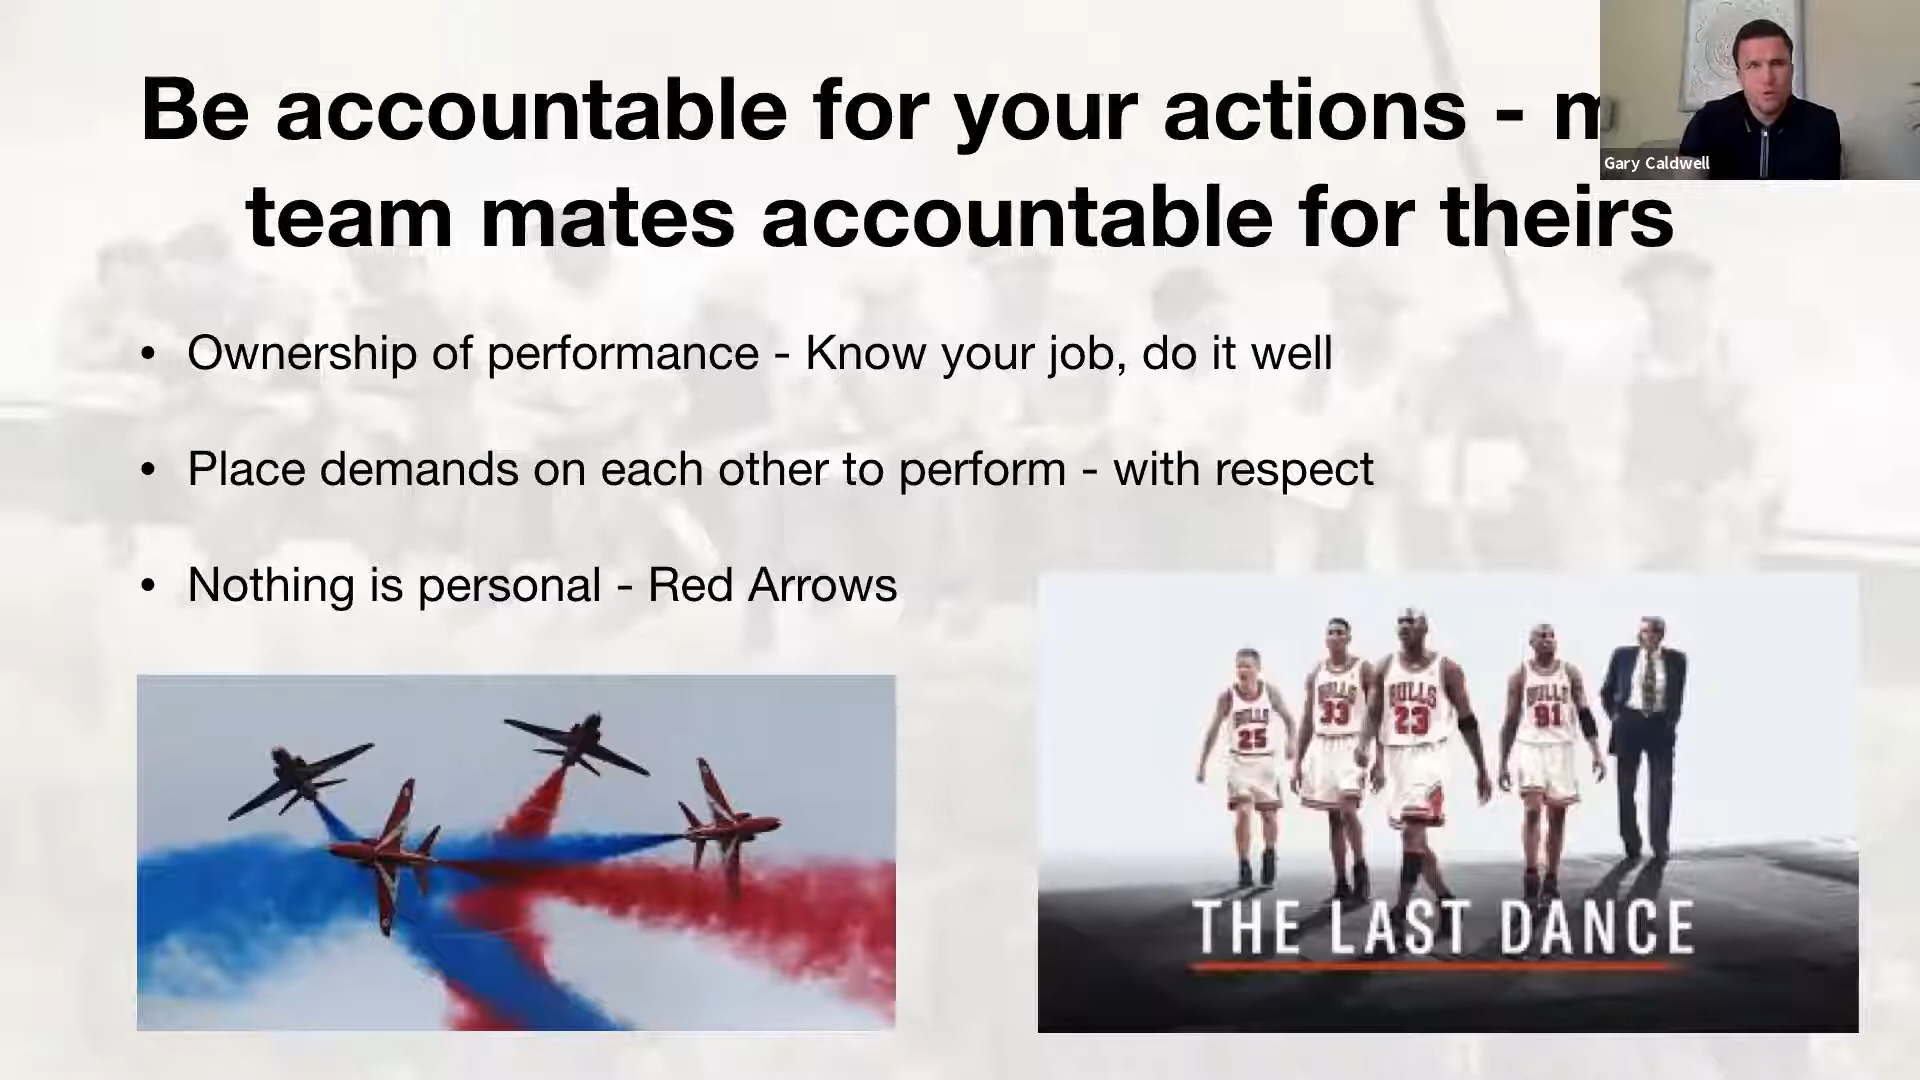 Be accountable for your actions - m
team mates accountable for theirs
Gary Caldwell
• Ownership of performance - Know your job, do it well
• Place demands on each other to perform - with respect
• Nothing is personal - Red Arrows
BULLS
25
BULLS
33
BULLS
23
BULLS
91
THE LAST DANCE